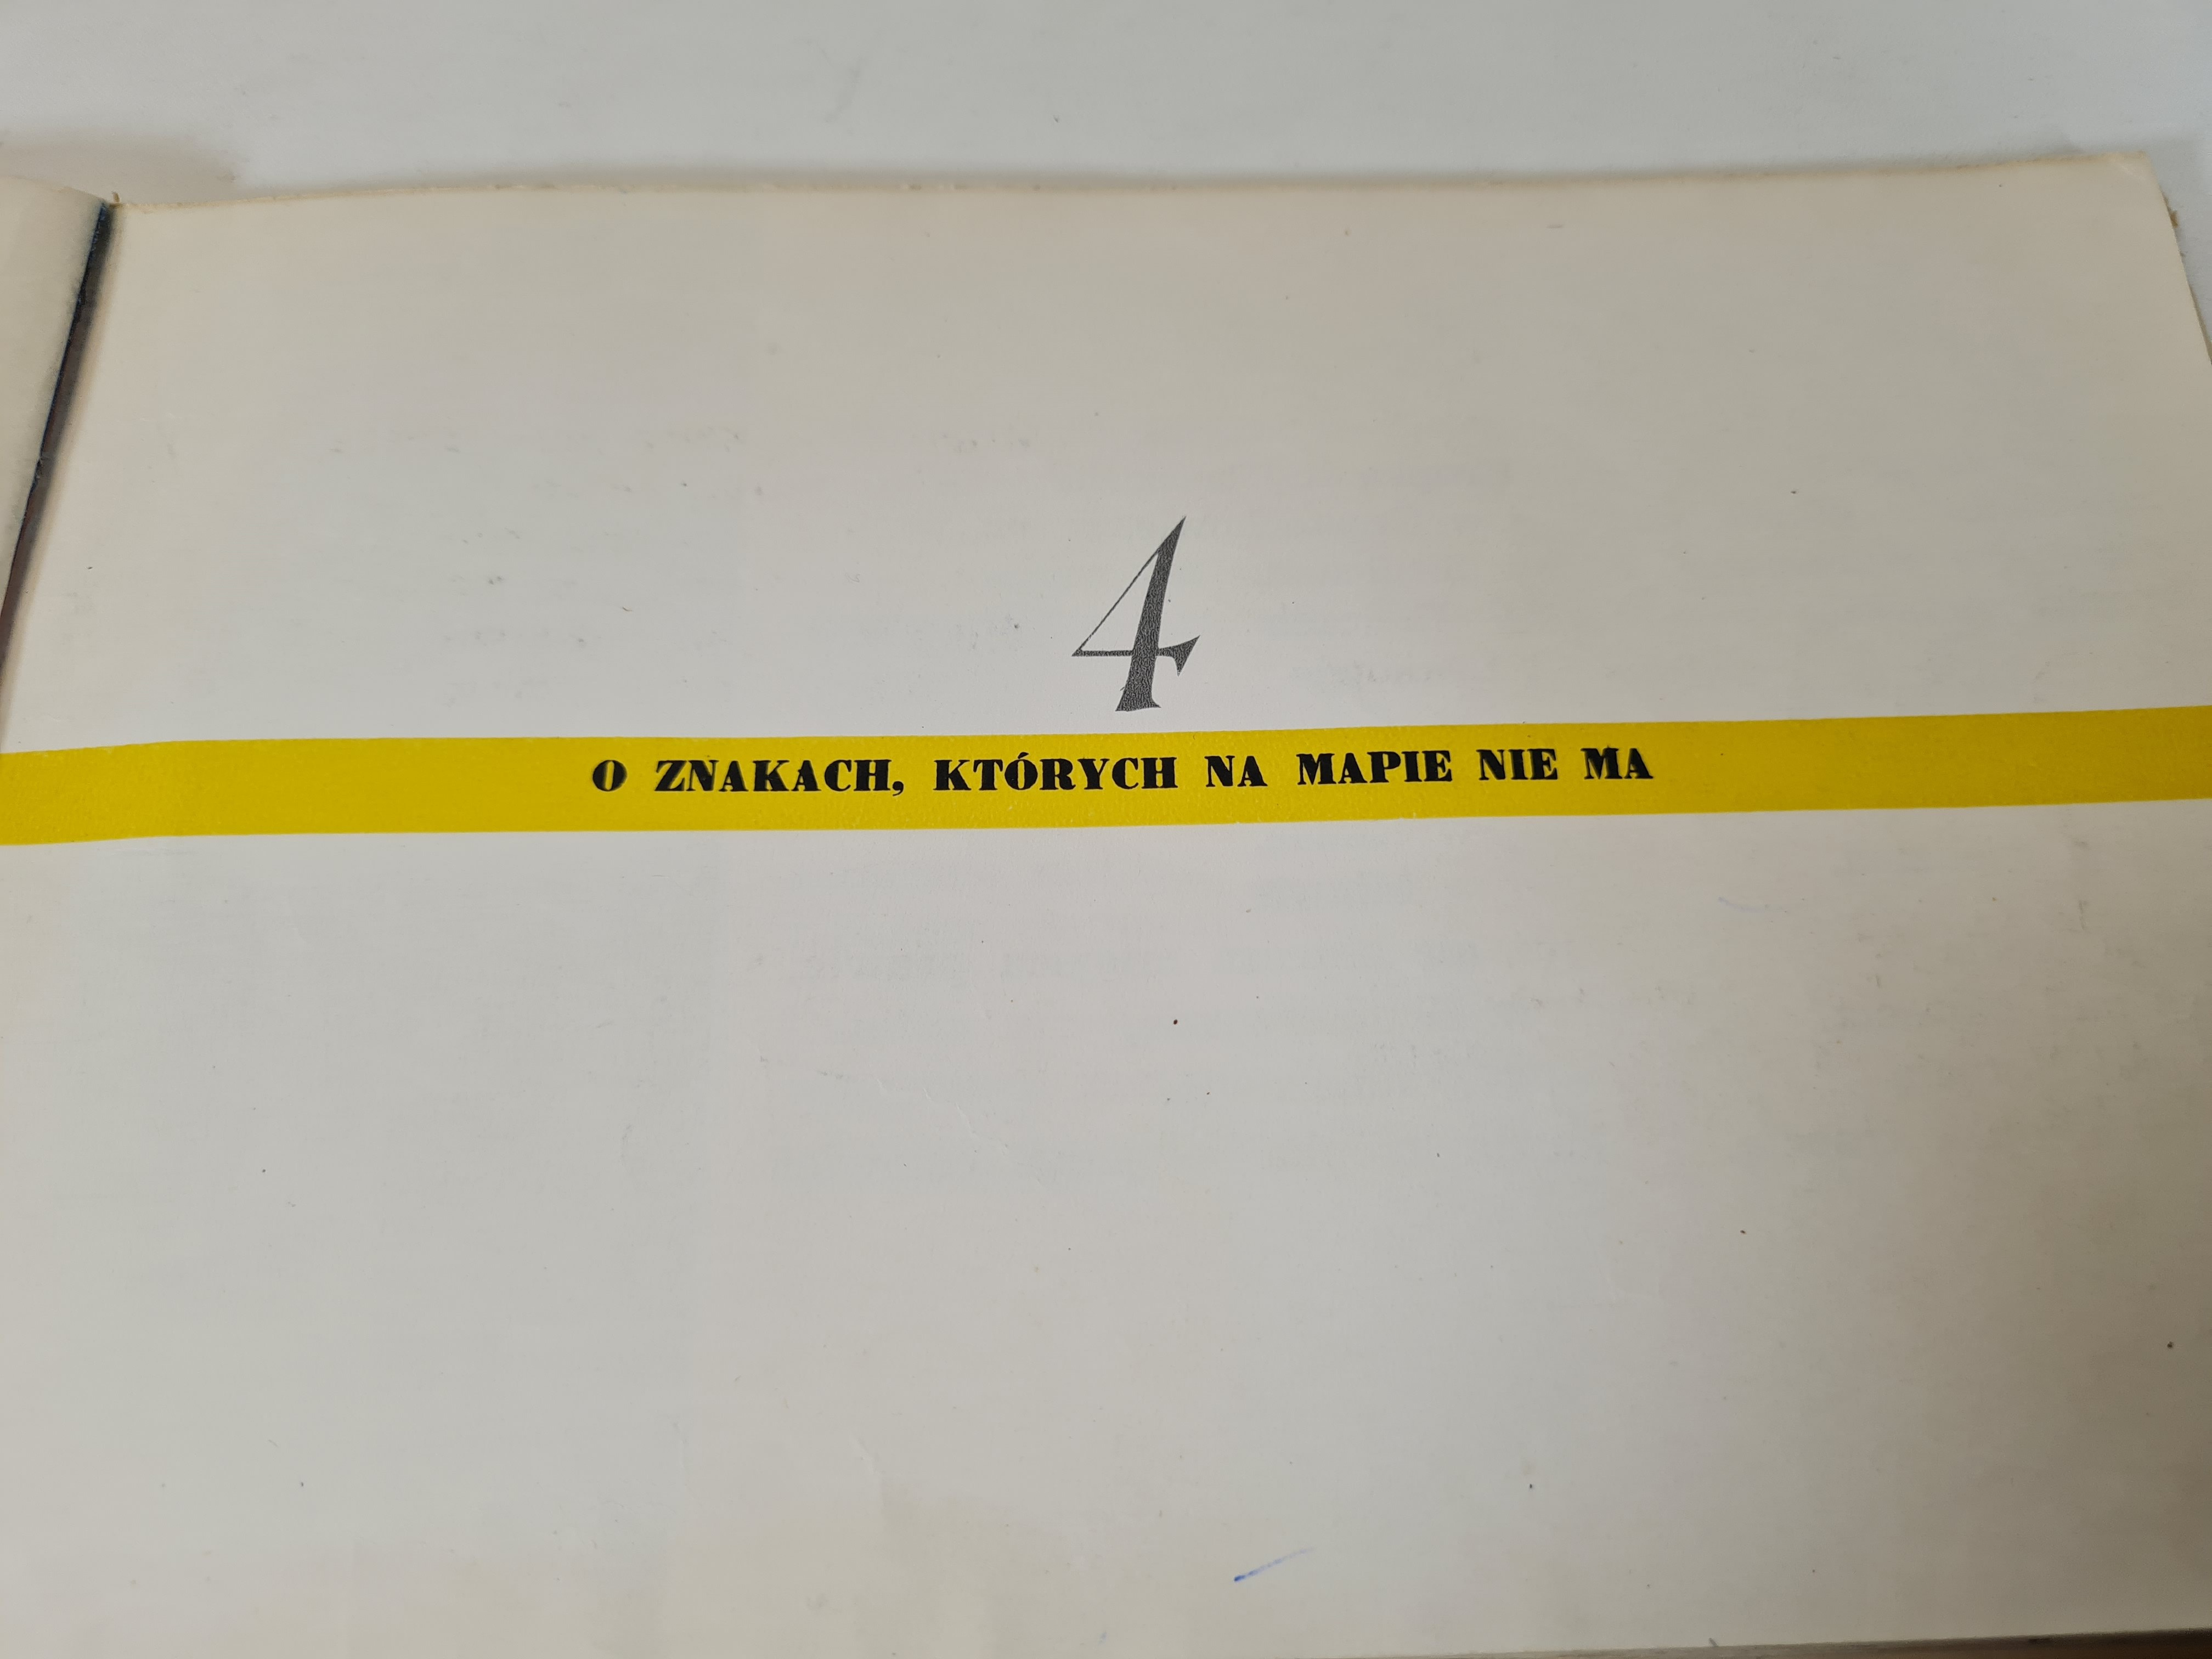 4
O ZNAKACH, KTÓRYCH NA MAPIE NIE MA